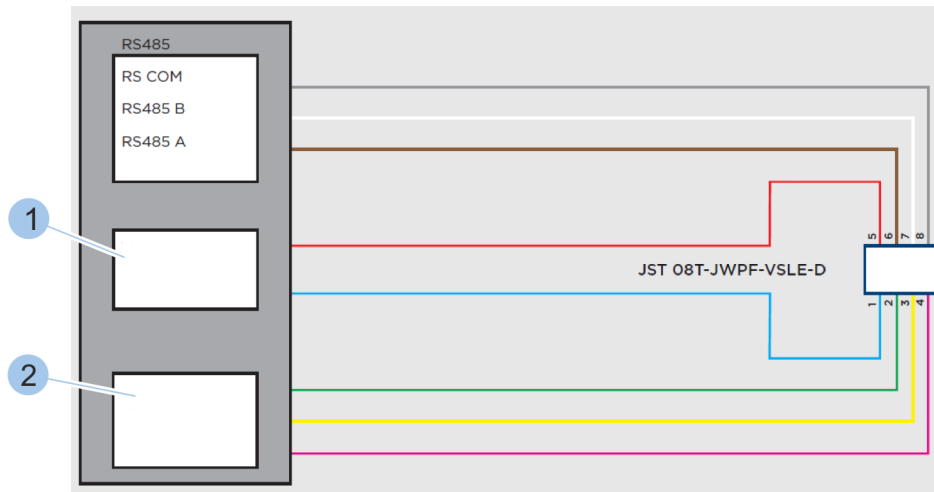 RS485
RS COM
RS485 B
RS485 A
1
5 6 7 8
JST 08T-JWPF-VSLE-D
1 2 3 4
2